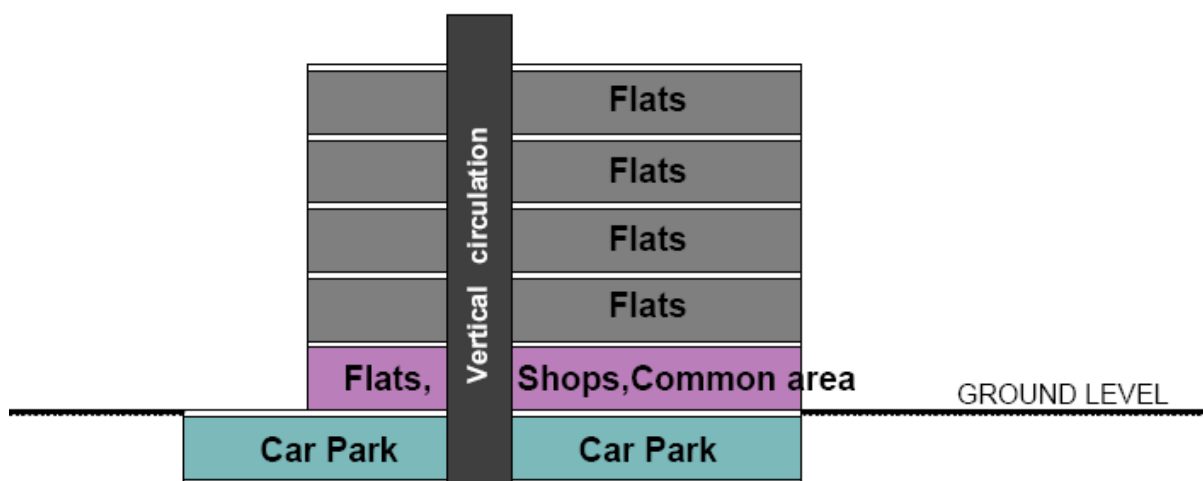 Flats
Flats
Flats
Flats
Vertical circulation
Flats, Shops,Common area
GROUND LEVEL
Car Park Car Park